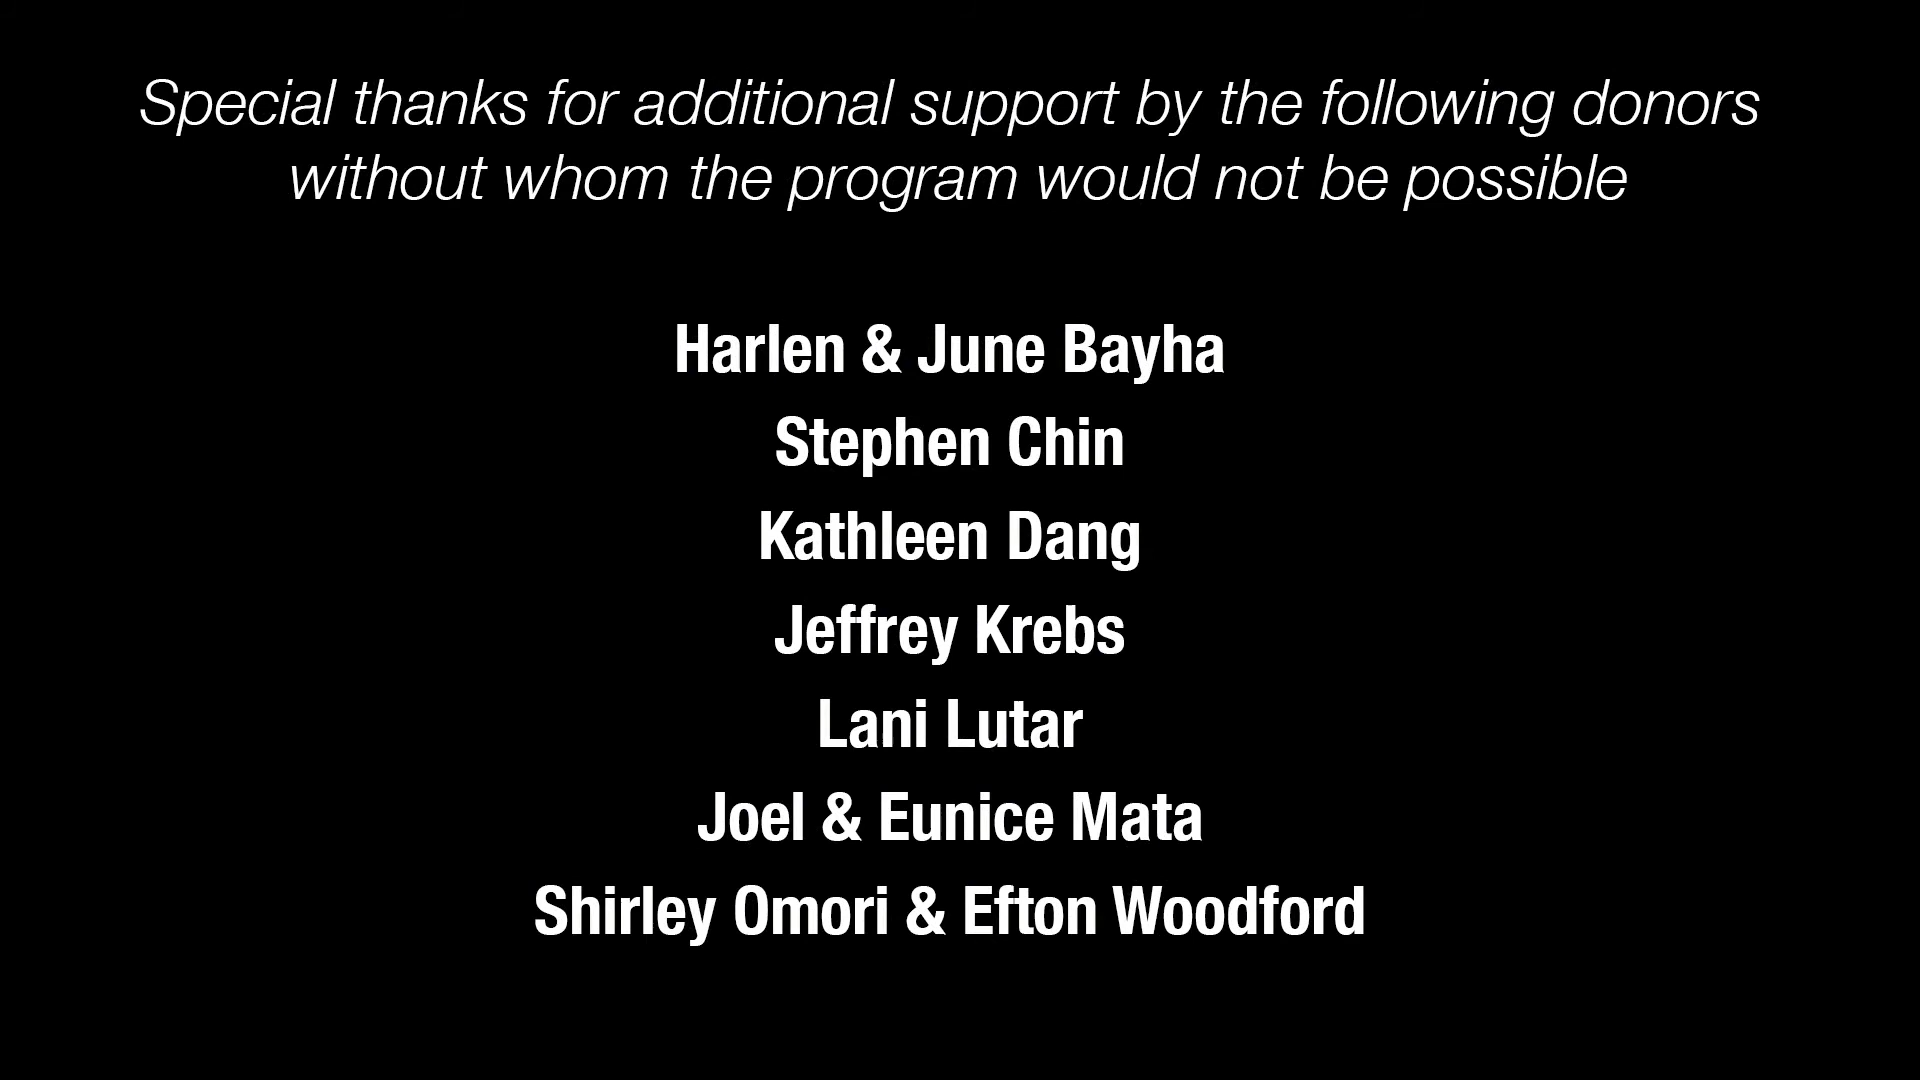 Special thanks for additional support by the following donors
without whom the program would not be possible
Harlen & June Bayha
Stephen Chin
Kathleen Dang
Jeffrey Krebs
Lani Lutar
Joel & Eunice Mata
Shirley Omori & Efton Woodford